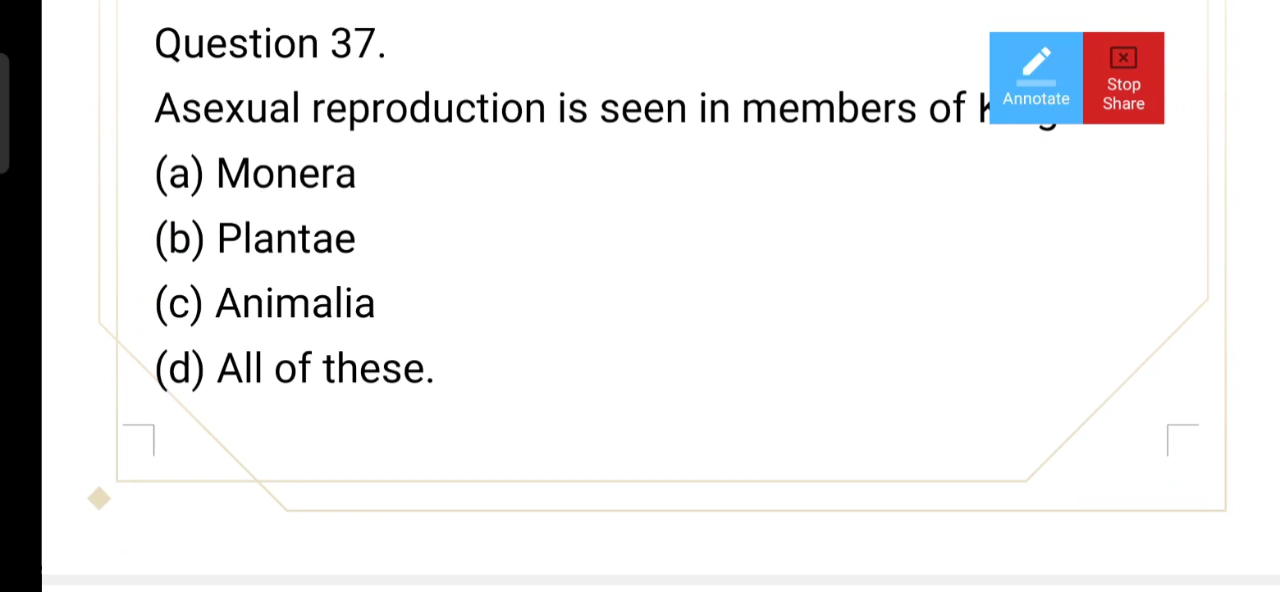 Question 37.
Asexual reproduction is seen in members of
(a) Monera
(b) Plantae
(c) Animalia
(d) All of these.
Annotate
Stop
Share